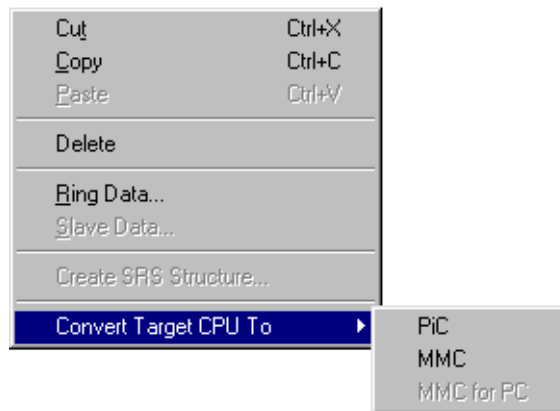 Cut Ctrl+X
Copy Ctrl+C
Paste Ctrl+V
Delete
Ring Data...
Slave Data...
Create SRS Structure...
Convert Target CPU To
PiC
MMC
MMC for PC